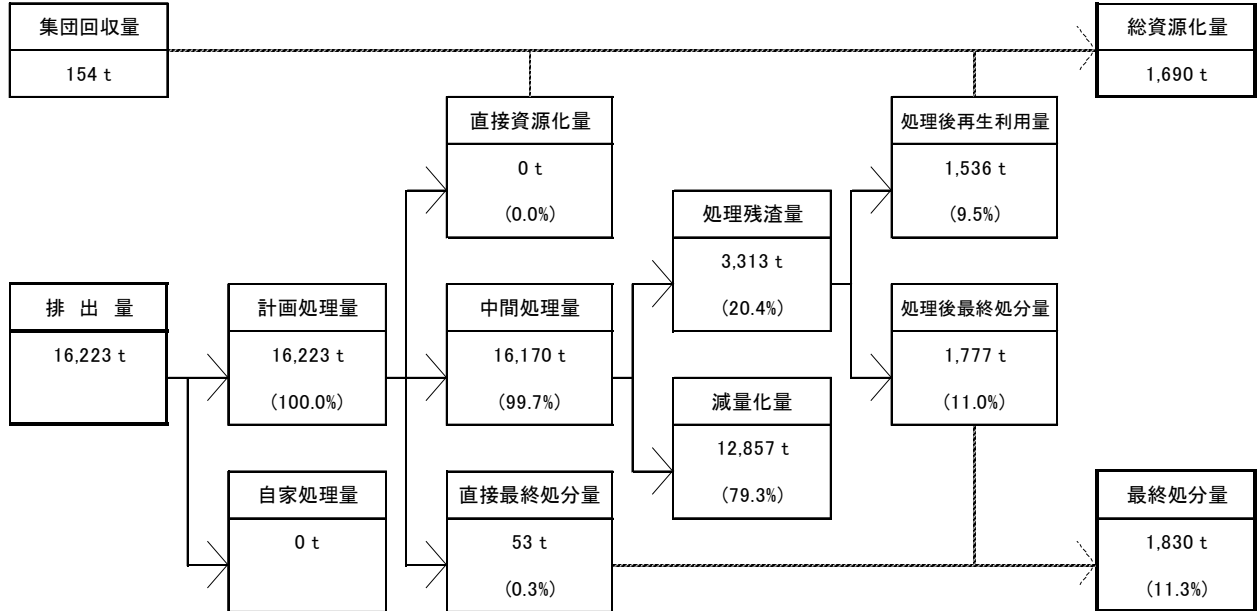 集団回収量
154 t
総資源化量
1,690 t
直接資源化量
0 t
(0.0%)
処理後再生利用量
1,536 t
(9.5%)
処理残渣量
3,313 t
(20.4%)
排 出 量
16,223 t
計画処理量
16,223 t
(100.0%)
中間処理量
16,170 t
(99.7%)
処理後最終処分量
1,777 t
(11.0%)
減量化量
12,857 t
(79.3%)
自家処理量
0 t
直接最終処分量
53 t
(0.3%)
最終処分量
1,830 t
(11.3%)